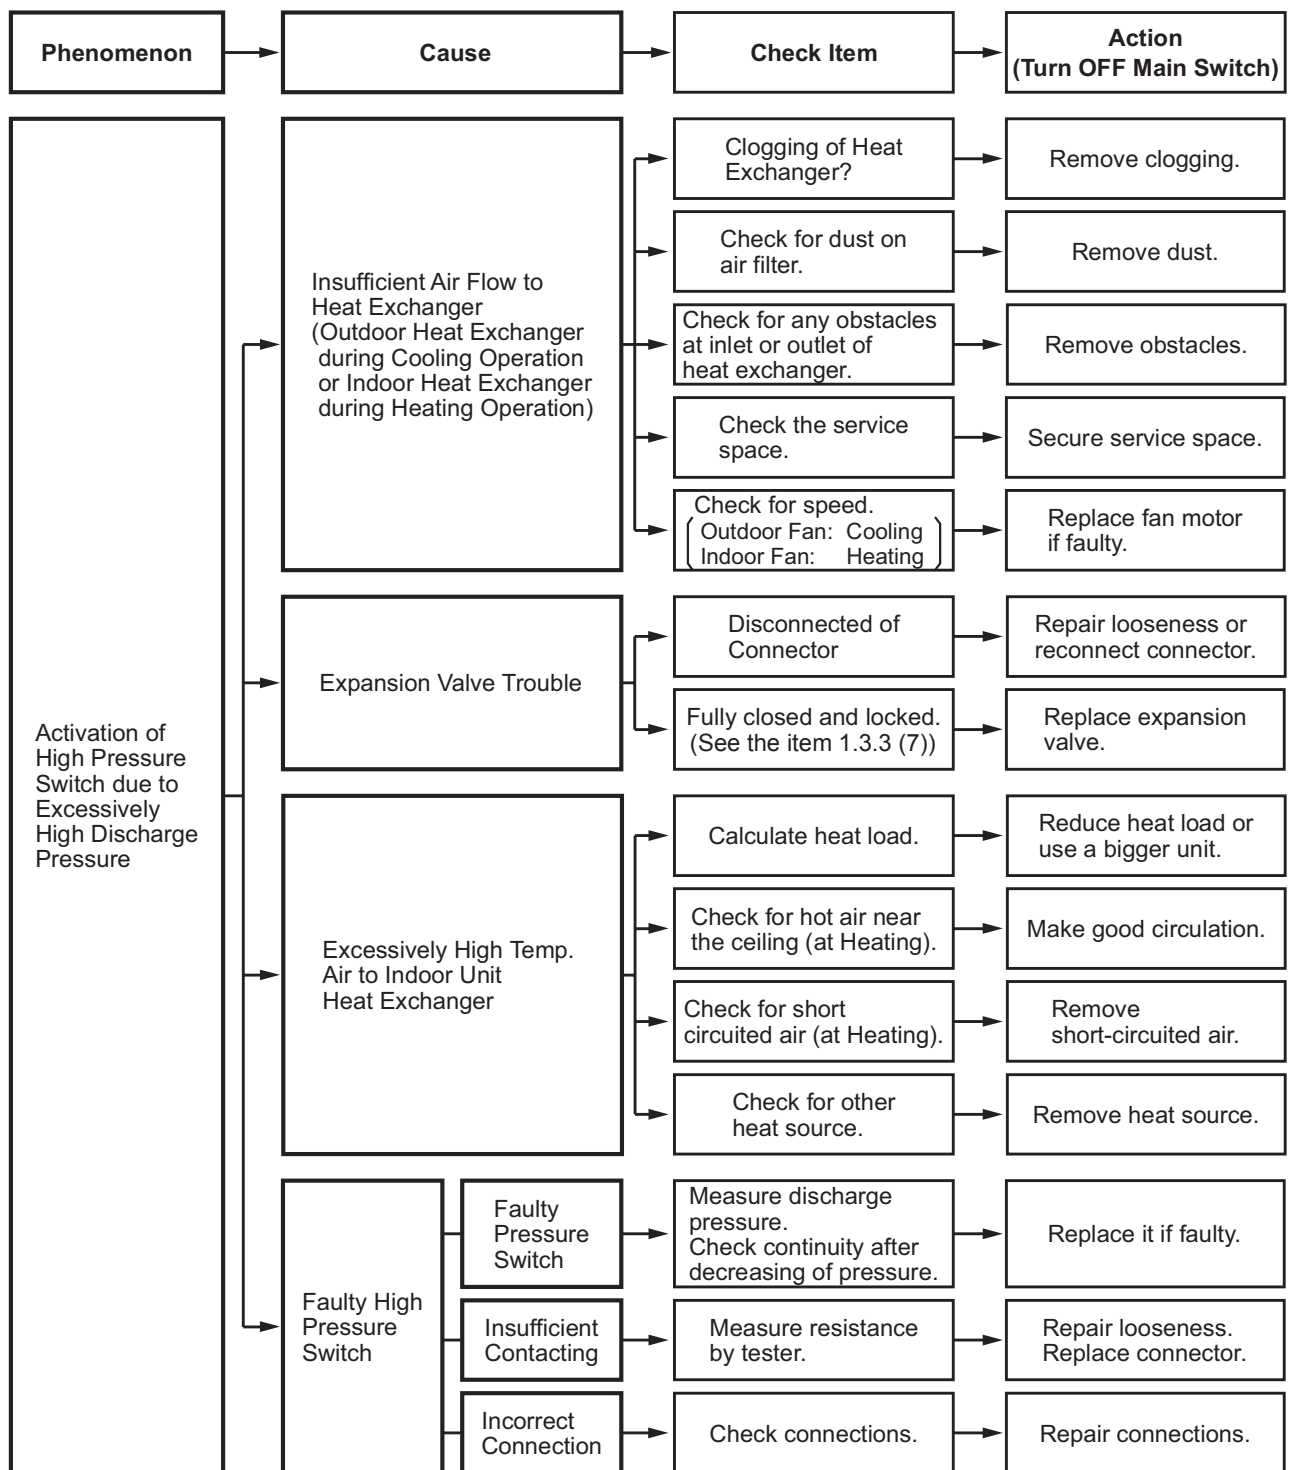 Phenomenon
Cause
Check Item
Action
(Turn OFF Main Switch)
Activation of
High Pressure
Switch due to
Excessively
High Discharge
Pressure
Insufficient Air Flow to
Heat Exchanger
(Outdoor Heat Exchanger
during Cooling Operation
or Indoor Heat Exchanger
during Heating Operation)
Clogging of Heat
Exchanger?
Remove clogging.
Check for dust on
air filter.
Remove dust.
Check for any obstacles
at inlet or outlet of
heat exchanger.
Remove obstacles.
Check the service
space.
Secure service space.
Check for speed.
Outdoor Fan: Cooling
Indoor Fan: Heating
Replace fan motor
if faulty.
Expansion Valve Trouble
Disconnected of
Connector
Repair looseness or
reconnect connector.
Fully closed and locked.
(See the item 1.3.3 (7))
Replace expansion
valve.
Excessively High Temp.
Air to Indoor Unit
Heat Exchanger
Calculate heat load.
Reduce heat load or
use a bigger unit.
Check for hot air near
the ceiling (at Heating).
Make good circulation.
Check for short
circuited air (at Heating).
Remove
short-circuited air.
Check for other
heat source.
Remove heat source.
Faulty High
Pressure
Switch
Faulty
Pressure
Switch
Measure discharge
pressure.
Check continuity after
decreasing of pressure.
Replace it if faulty.
Insufficient
Contacting
Measure resistance
by tester.
Repair looseness.
Replace connector.
Incorrect
Connection
Check connections.
Repair connections.